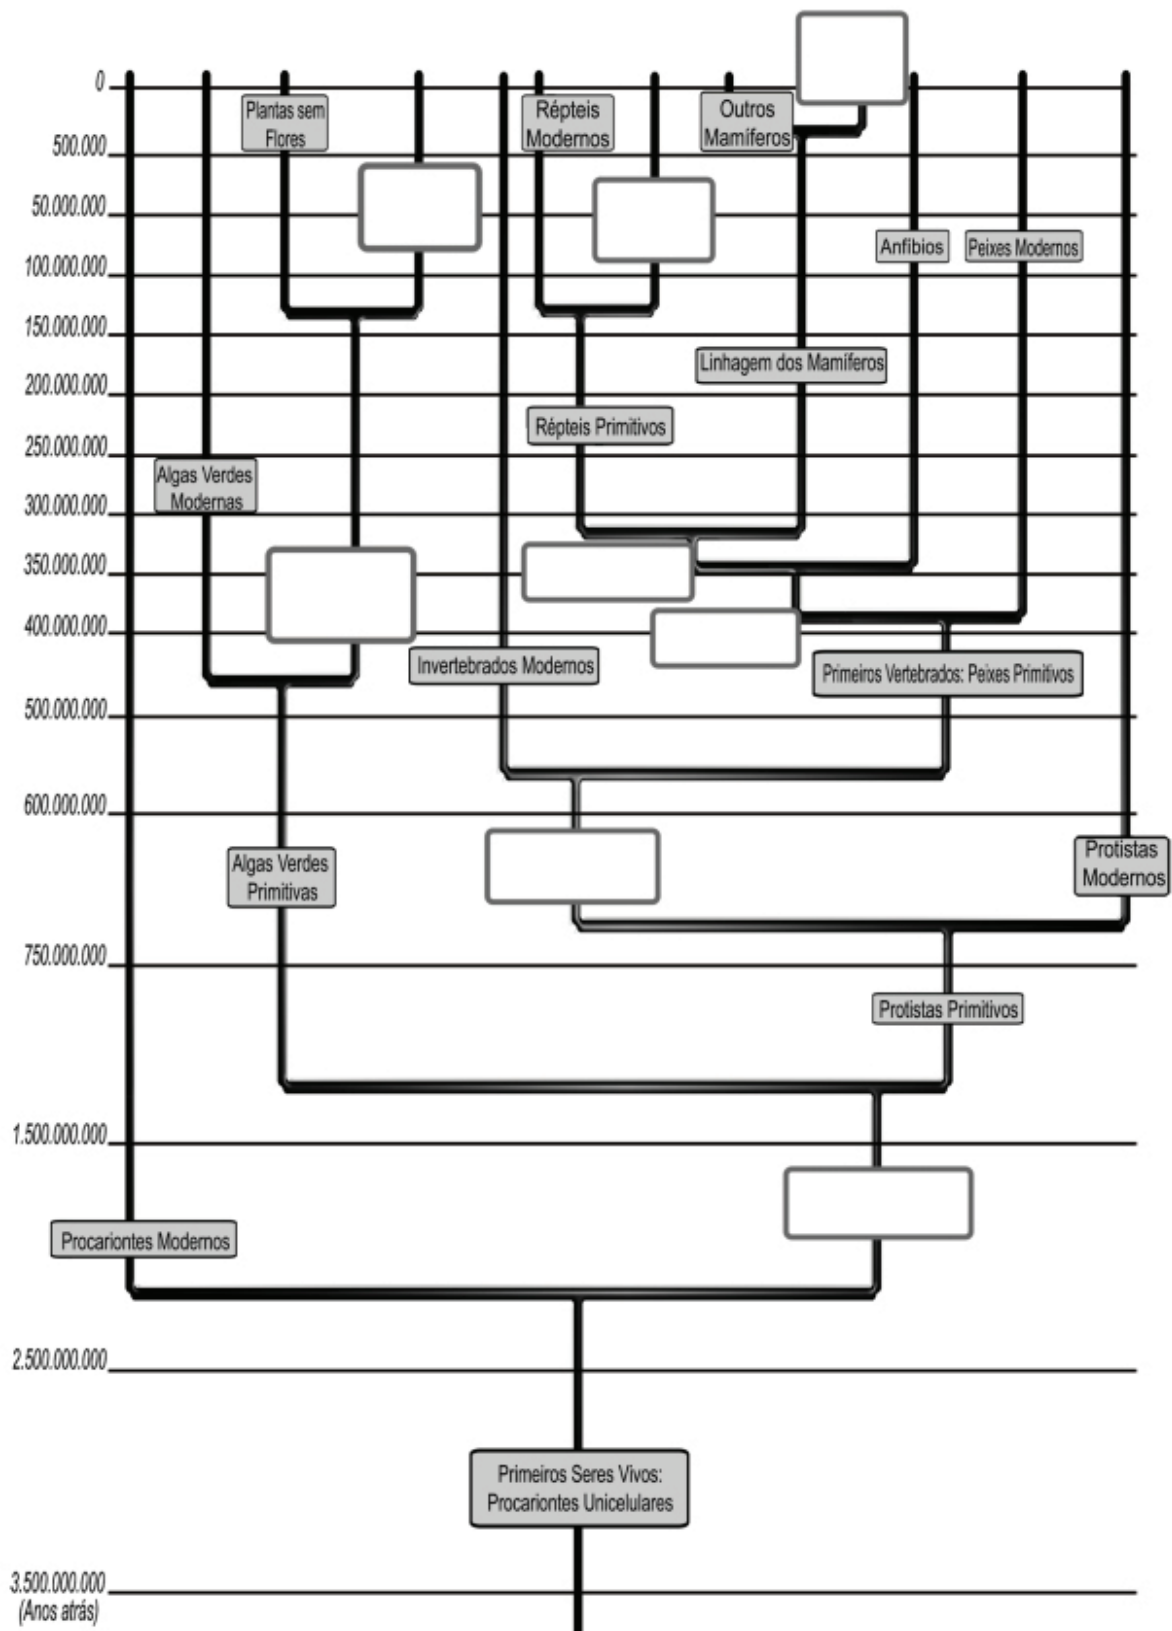 0
Plantas sem
Flores
Répteis
Modernos
Outros
Mamíferos
500.000
50.000.000
Anfíbios
Peixes Modernos
100.000.000
150.000.000
Linhagem dos Mamíferos
200.000.000
Répteis Primitivos
250.000.000
Algas Verdes
Modernas
300.000.000
350.000.000
400.000.000
Invertebrados Modernos
Primeiros Vertebrados: Peixes Primitivos
500.000.000
600.000.000
Algas Verdes
Primitivas
Protistas
Modernos
750.000.000
Protistas Primitivos
1.500.000.000
Procariontes Modernos
2.500.000.000
Primeiros Seres Vivos:
Procariontes Unicelulares
3.500.000.000
(Anos atrás)